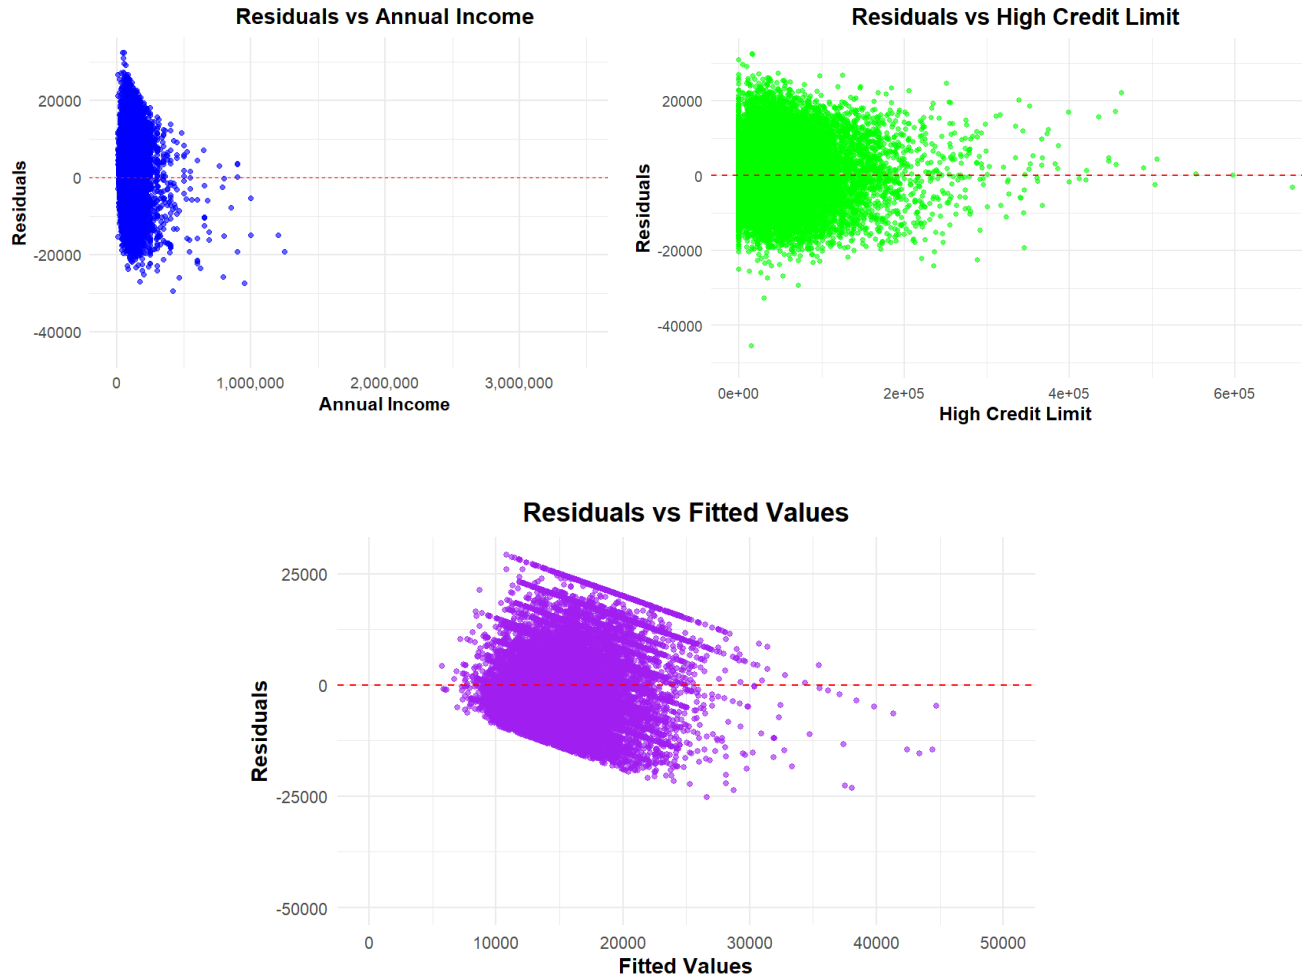 Residuals vs Annual Income
Residuals
20000
0
-20000
-40000
0
1,000,000
2,000,000
3,000,000
Annual Income
Residuals vs High Credit Limit
Residuals
20000
0
-20000
-40000
0e+00
2e+05
4e+05
6e+05
High Credit Limit
Residuals vs Fitted Values
Residuals
25000
0
-25000
-50000
0
10000
20000
30000
40000
50000
Fitted Values